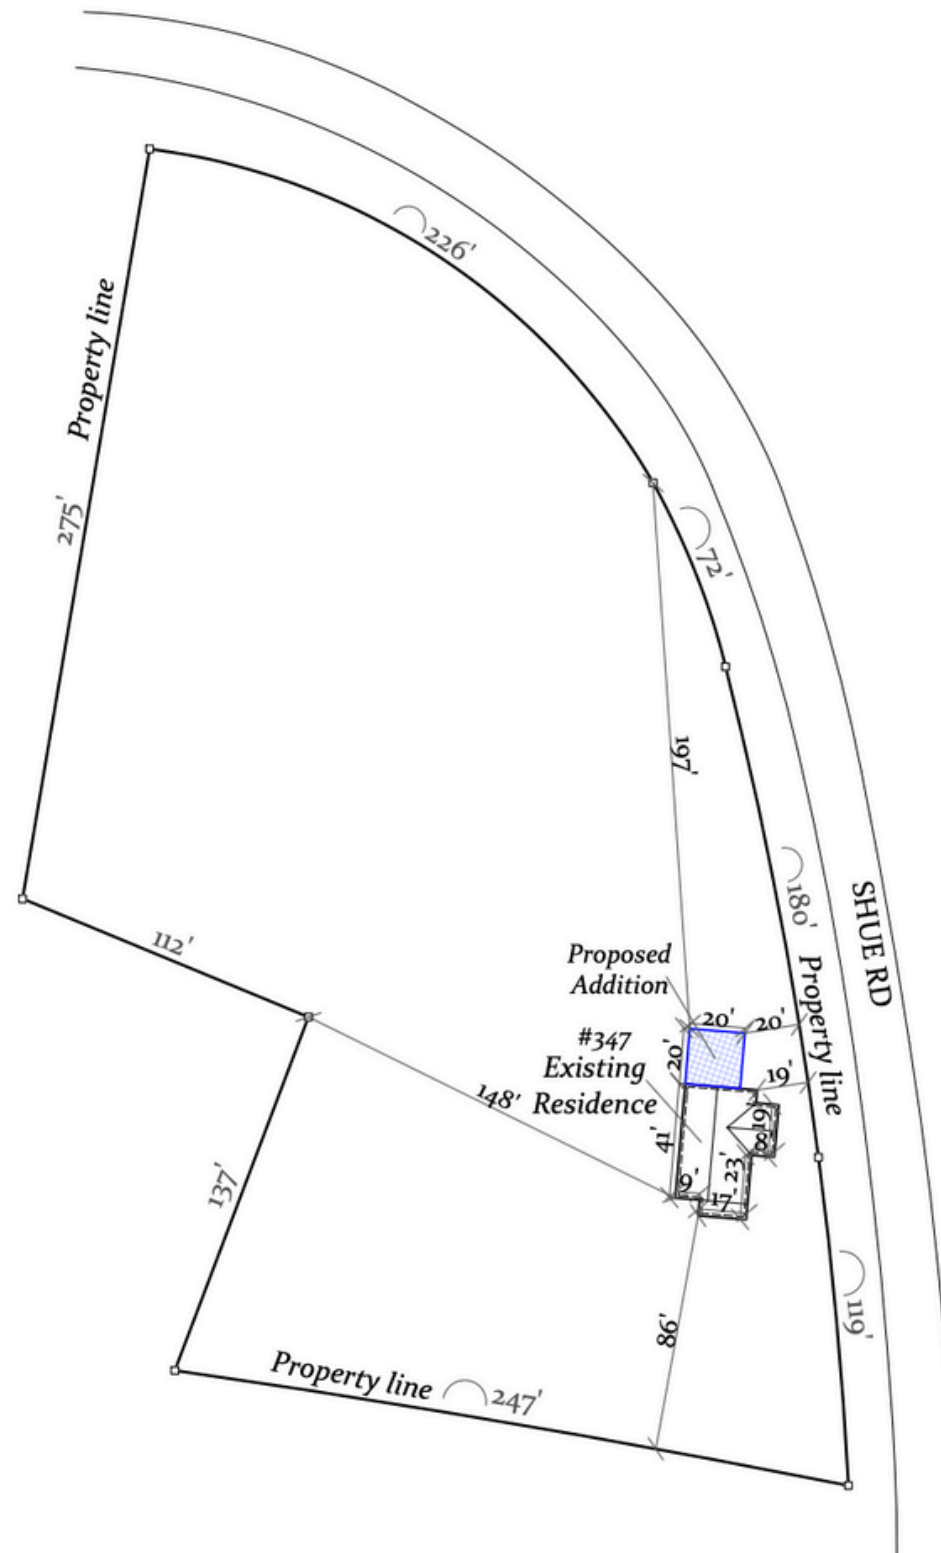 226'
Property line
275'
72'
197'
180'
SHUE RD
112'
Proposed
Addition
20'
20'
Property line
#347
Existing
Residence
20'
19'
148'
41'
19'
8'
23'
9'
17'
137'
86'
119'
Property line
247'